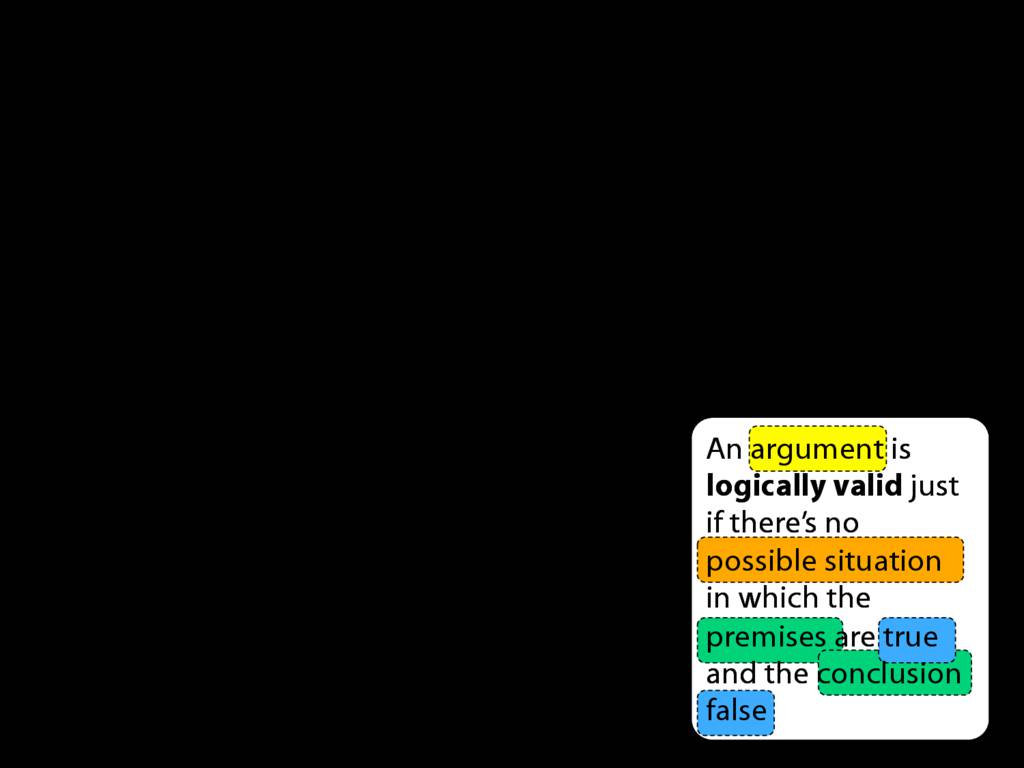 An argument is
logically valid just
if there’s no
possible situation
in which the
premises are true
and the conclusion
false